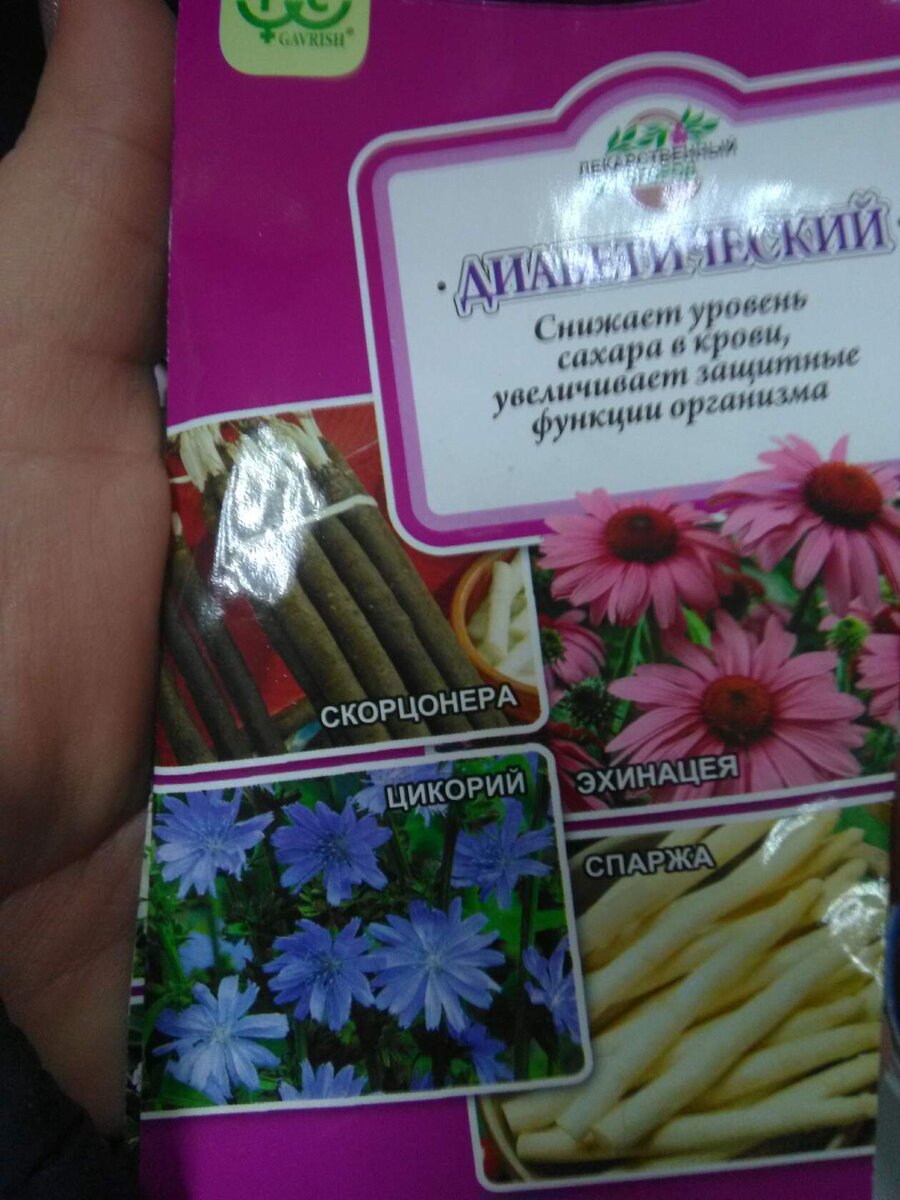 GAVRISH®
ЛЕКАРСТВЕННЫЙ
• ДИАБЕТИЧЕСКИЙ •
Снижает уровень
сахара в крови,
увеличивает защитные
функции организма
СКОРЦОНЕРА
ЭХИНАЦЕЯ
ЦИКОРИЙ
СПАРЖА